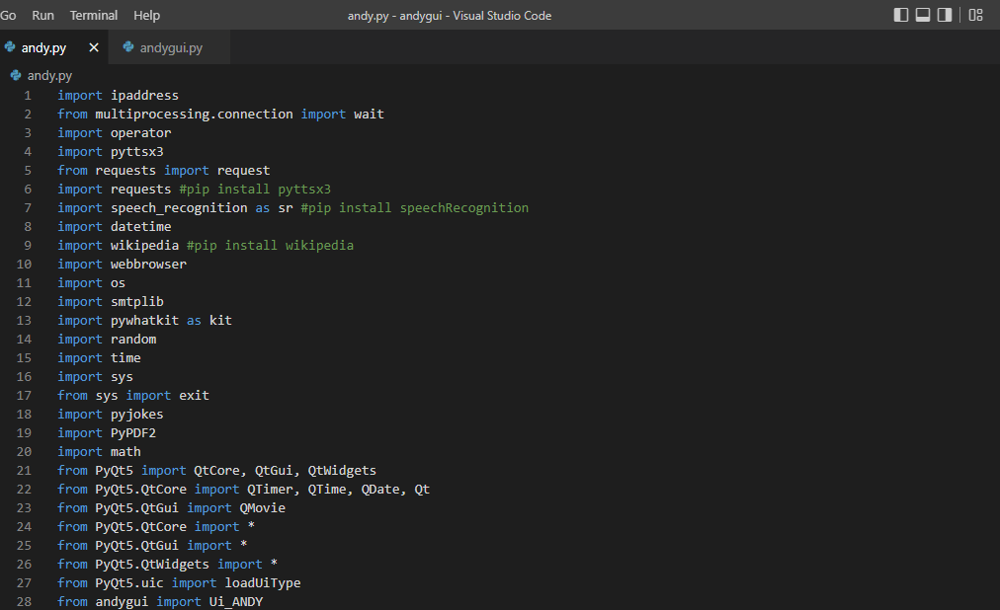 Go Run Terminal Help andy.py - andygui - Visual Studio Code
andy.py andygui.py
andy.py
1 import ipaddress
2 from multiprocessing.connection import wait
3 import operator
4 import pyttsx3
5 from requests import request
6 import requests #pip install pyttsx3
7 import speech_recognition as sr #pip install speechRecognition
8 import datetime
9 import wikipedia #pip install wikipedia
10 import webbrowser
11 import os
12 import smtplib
13 import pywhatkit as kit
14 import random
15 import time
16 import sys
17 from sys import exit
18 import pyjokes
19 import PyPDF2
20 import math
21 from PyQt5 import QtCore, QtGui, QtWidgets
22 from PyQt5.QtCore import QTimer, QTime, QDate, Qt
23 from PyQt5.QtGui import QMovie
24 from PyQt5.QtCore import *
25 from PyQt5.QtGui import *
26 from PyQt5.QtWidgets import *
27 from PyQt5.uic import loadUiType
28 from andygui import Ui_ANDY